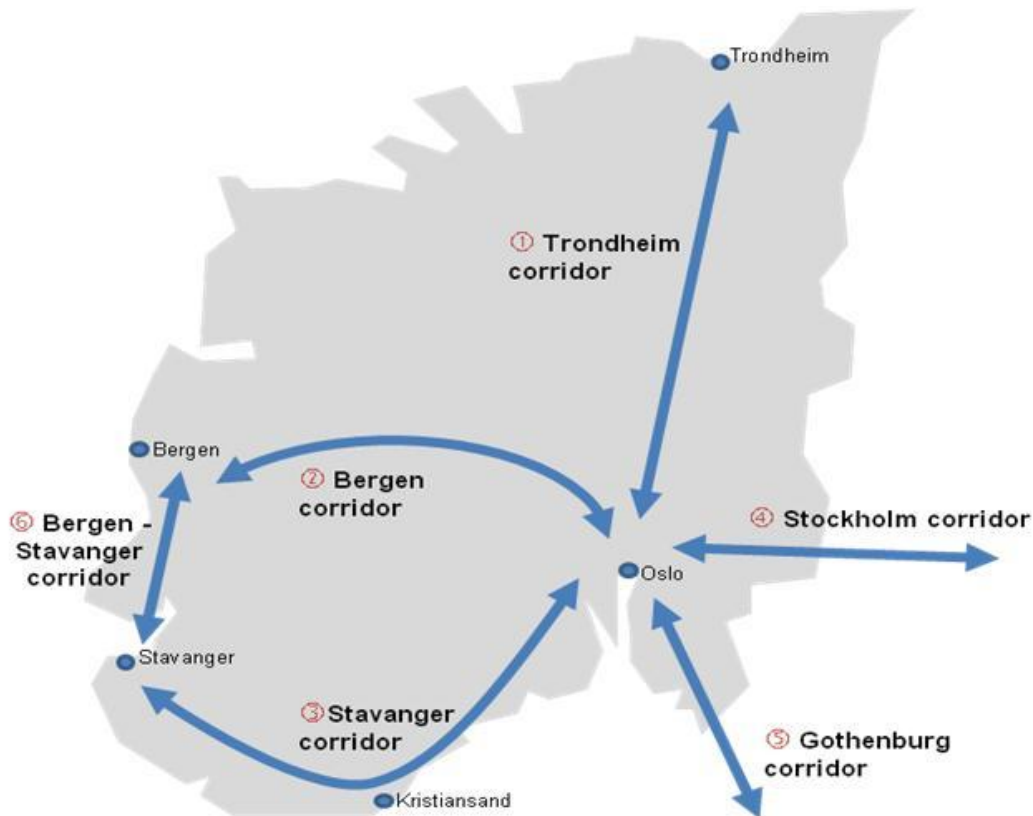 Trondheim
① Trondheim
corridor
Bergen
② Bergen
corridor
⑥ Bergen -
Stavanger
corridor
④ Stockholm corridor
Oslo
Stavanger
③Stavanger
corridor
⑤ Gothenburg
corridor
Kristiansand